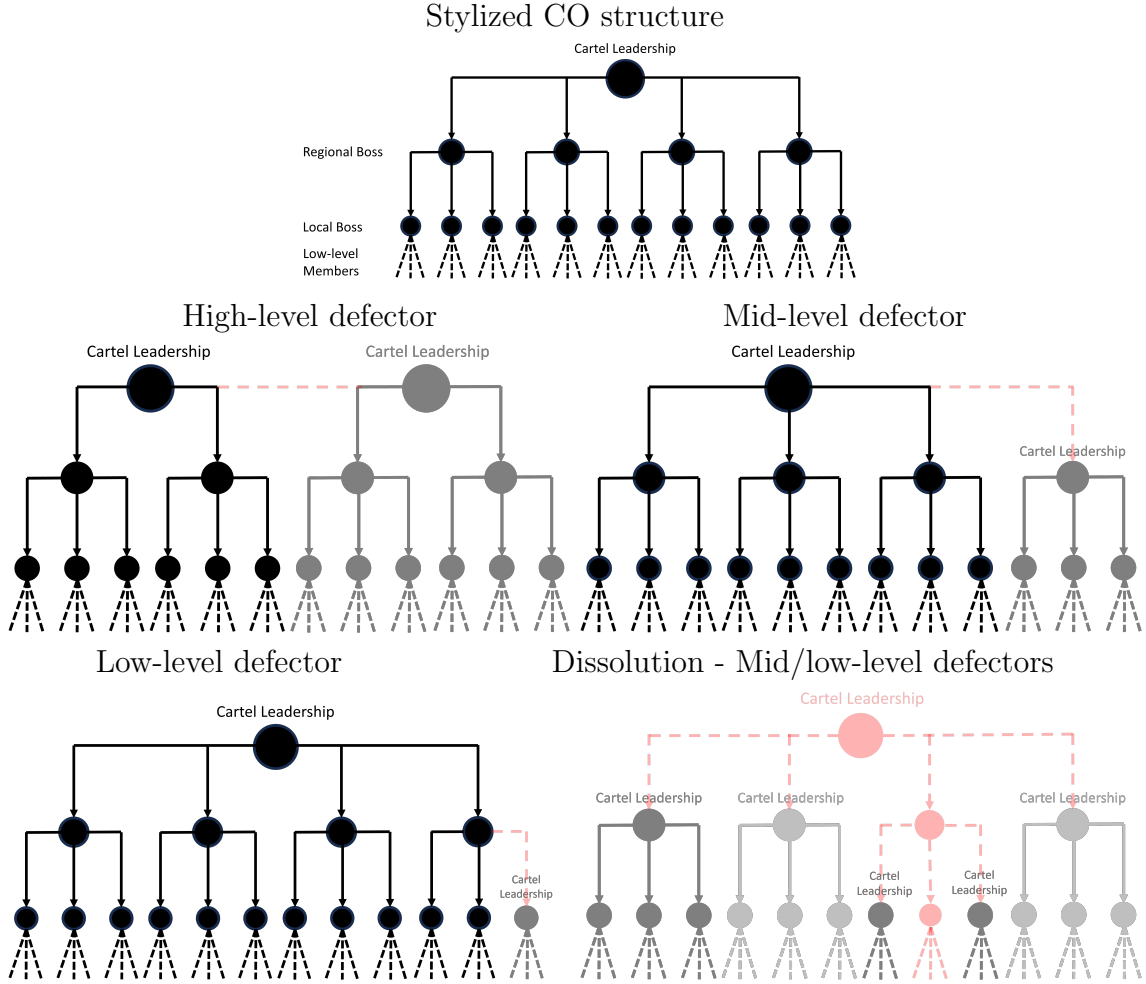 Stylized CO structure
Cartel Leadership
Regional Boss
Local Boss
Low-level
Members
High-level defector
Cartel Leadership
Cartel Leadership
Mid-level defector
Cartel Leadership
Cartel Leadership
Low-level defector
Cartel Leadership
Cartel
Leadership
Dissolution - Mid/low-level defectors
Cartel Leadership
Cartel Leadership
Cartel Leadership
Cartel Leadership
Cartel
Leadership
Cartel
Leadership